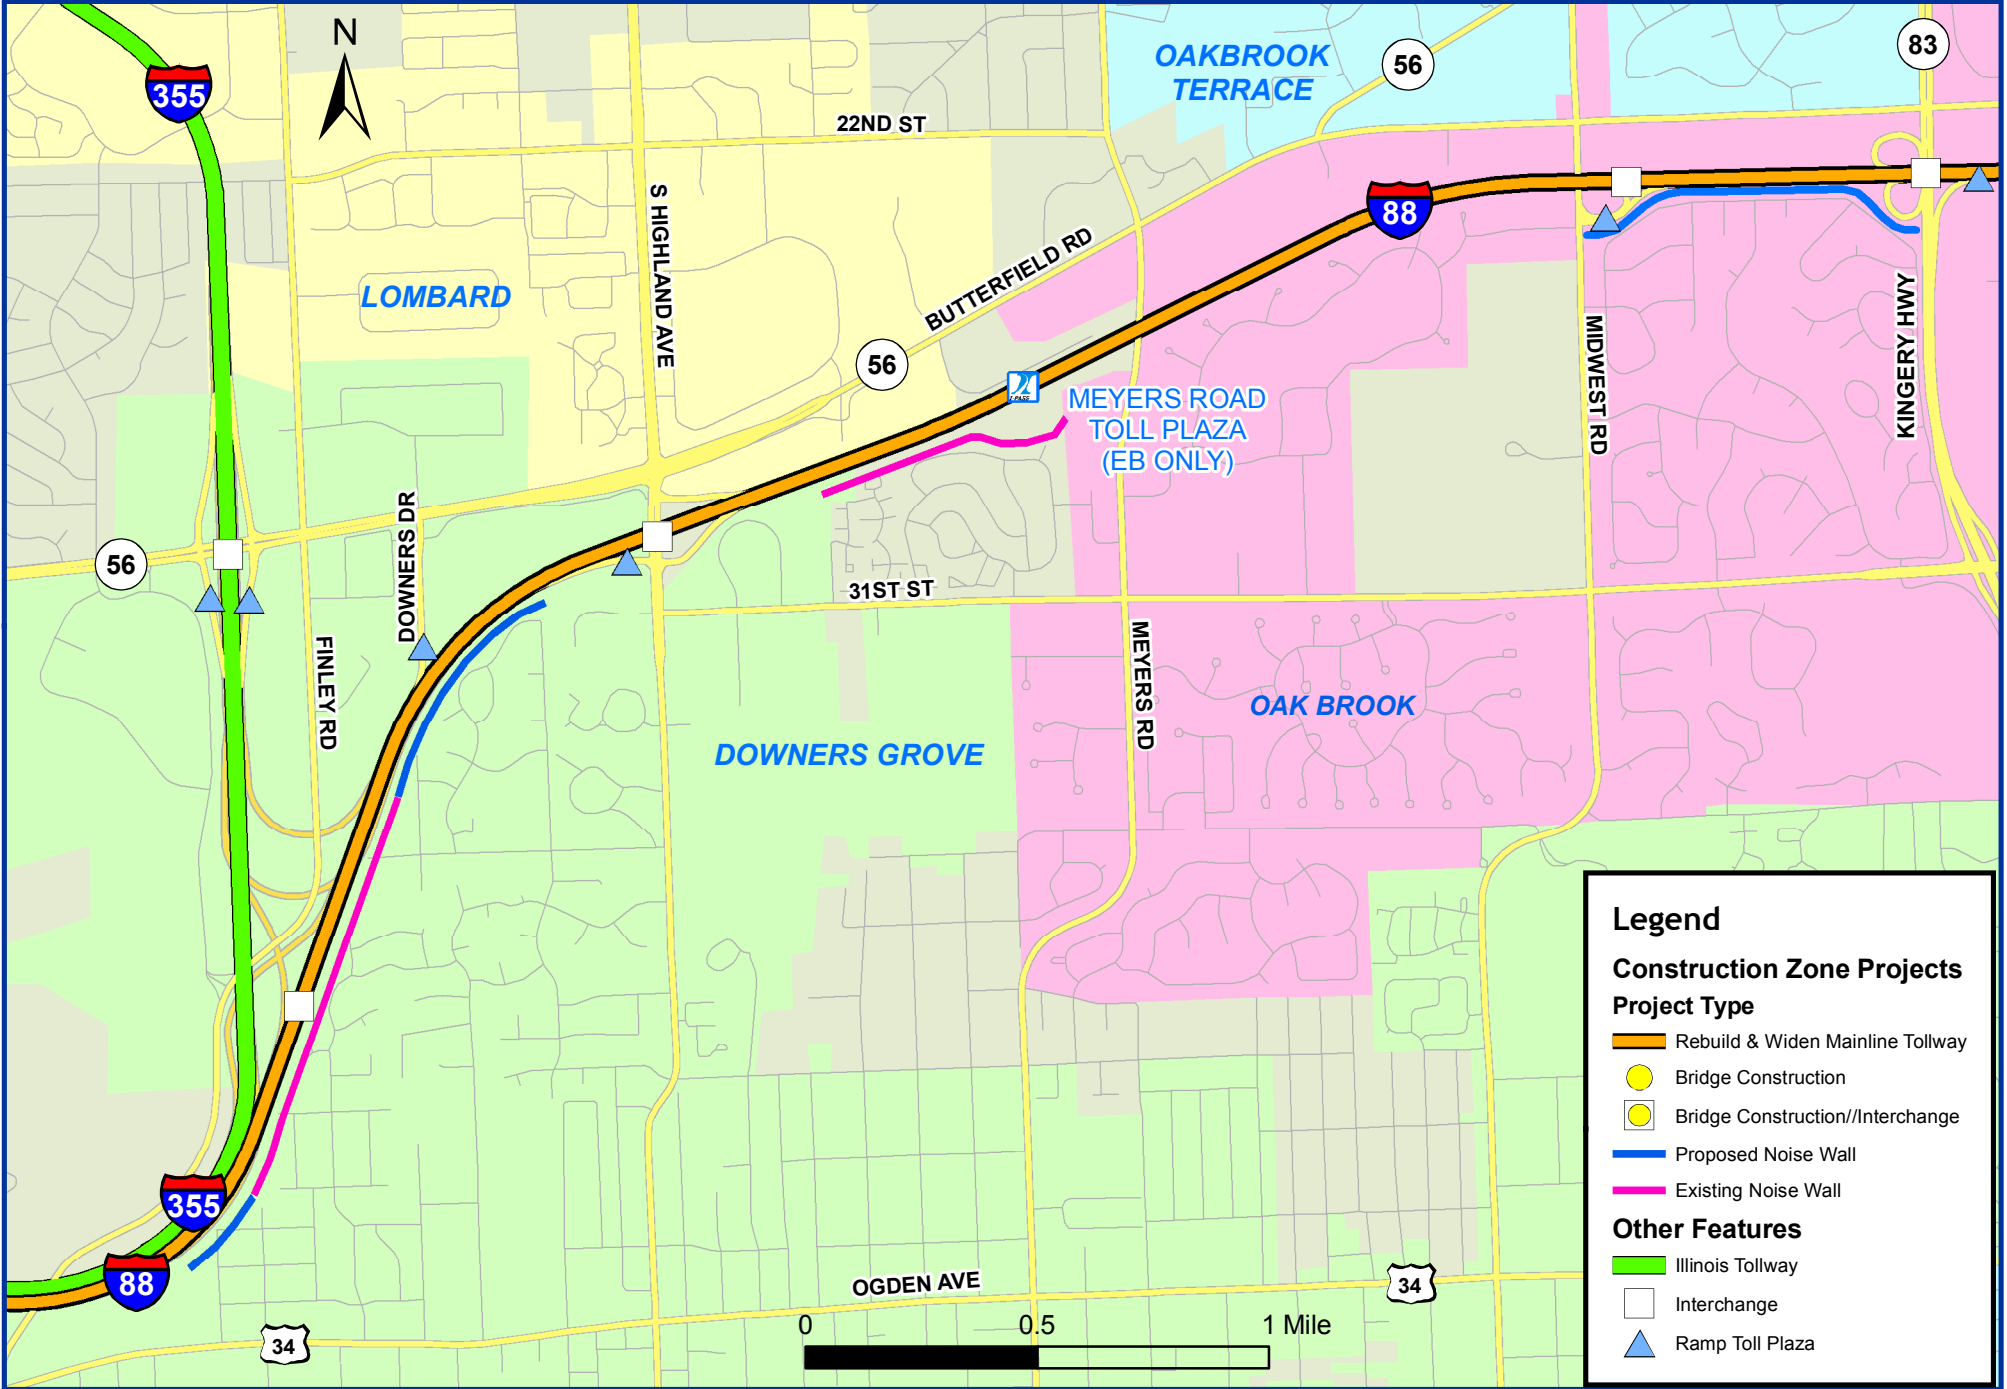 N
355
OAKBROOK
TERRACE
56
83
22ND ST
88
S HIGHLAND AVE
LOMBARD
BUTTERFIELD RD
56
I-PASS
MEYERS ROAD
TOLL PLAZA
(EB ONLY)
MIDWEST RD
KINGERY HWY
56
DOWNERS DR
31ST ST
FINLEY RD
MEYERS RD
OAK BROOK
DOWNERS GROVE
355
88
34
OGDEN AVE
34
0
0.5
1 Mile
Legend
Construction Zone Projects
Project Type
Rebuild & Widen Mainline Tollway
Bridge Construction
Bridge Construction//Interchange
Proposed Noise Wall
Existing Noise Wall
Other Features
Illinois Tollway
Interchange
Ramp Toll Plaza